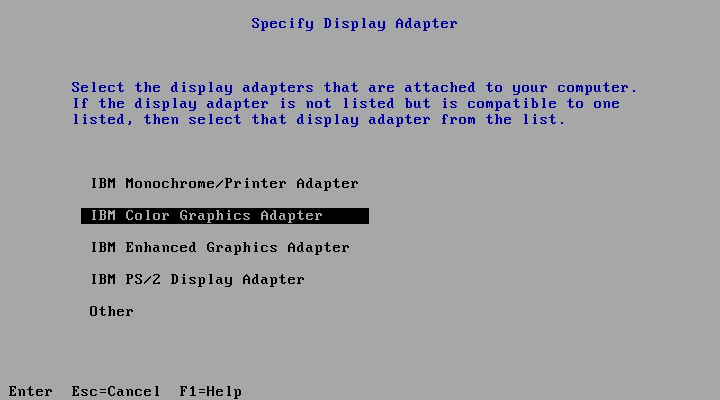 Specify Display Adapter
Select the display adapters that are attached to your computer.
If the display adapter is not listed but is compatible to one
listed, then select that display adapter from the list.
IBM Monochrome/Printer Adapter
IBM Color Graphics Adapter
IBM Enhanced Graphics Adapter
IBM PS/2 Display Adapter
Other
Enter  Esc=Cancel  F1=Help